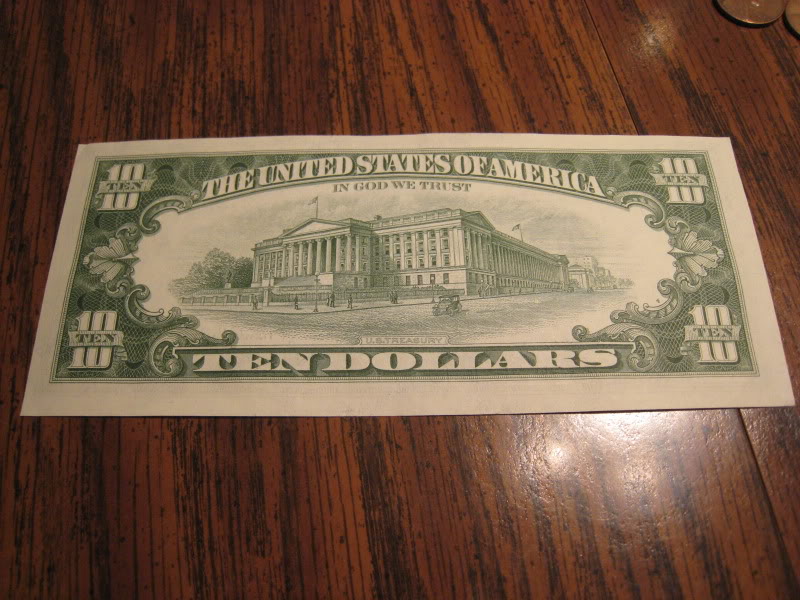 10
TEN
10
THE UNITED STATES OF AMERICA
10
TEN
10
IN GOD WE TRUST
10
TEN
10
U.S. TREASURY
10
TEN
10
TEN DOLLARS